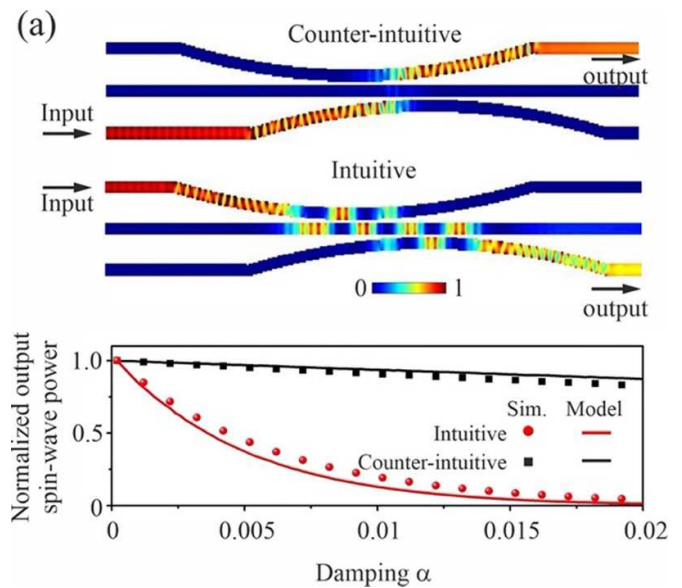 (a)
Counter-intuitive
output
Input
Intuitive
Input
0 1
output
Normalized output
spin-wave power
1.0
0.5
0
Sim. Model
Intuitive
Counter-intuitive
0 0.005 0.01 0.015 0.02
Damping α